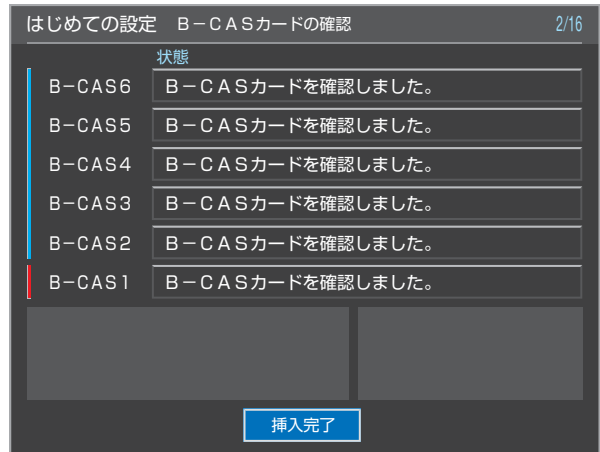 はじめての設定 B－CASカードの確認 2/16
状態
B－CAS6 B－CASカードを確認しました。
B－CAS5 B－CASカードを確認しました。
B－CAS4 B－CASカードを確認しました。
B－CAS3 B－CASカードを確認しました。
B－CAS2 B－CASカードを確認しました。
B－CAS1 B－CASカードを確認しました。
挿入完了